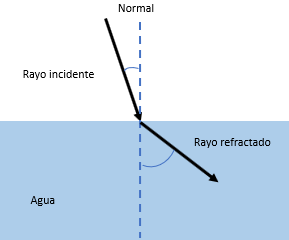 Normal
Rayo incidente
Rayo refractado
Agua